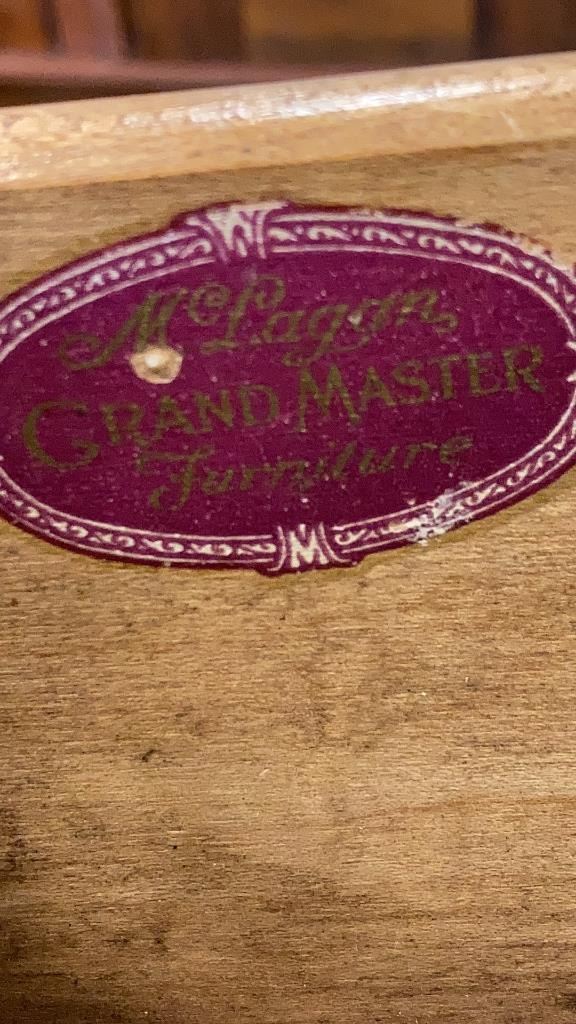 McLagan
GRAND MASTER
Furniture
M